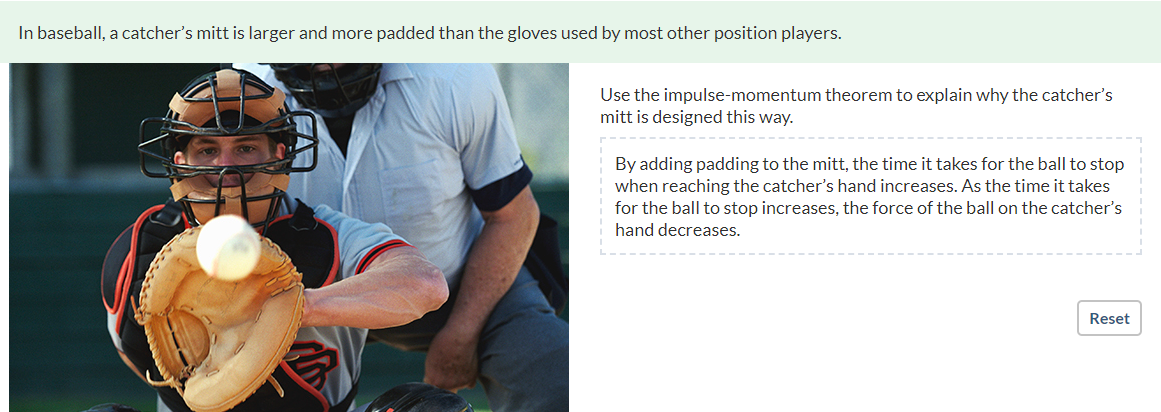 In baseball, a catcher's mitt is larger and more padded than the gloves used by most other position players.
Use the impulse-momentum theorem to explain why the catcher's
mitt is designed this way.
By adding padding to the mitt, the time it takes for the ball to stop
when reaching the catcher's hand increases. As the time it takes
for the ball to stop increases, the force of the ball on the catcher's
hand decreases.
Reset